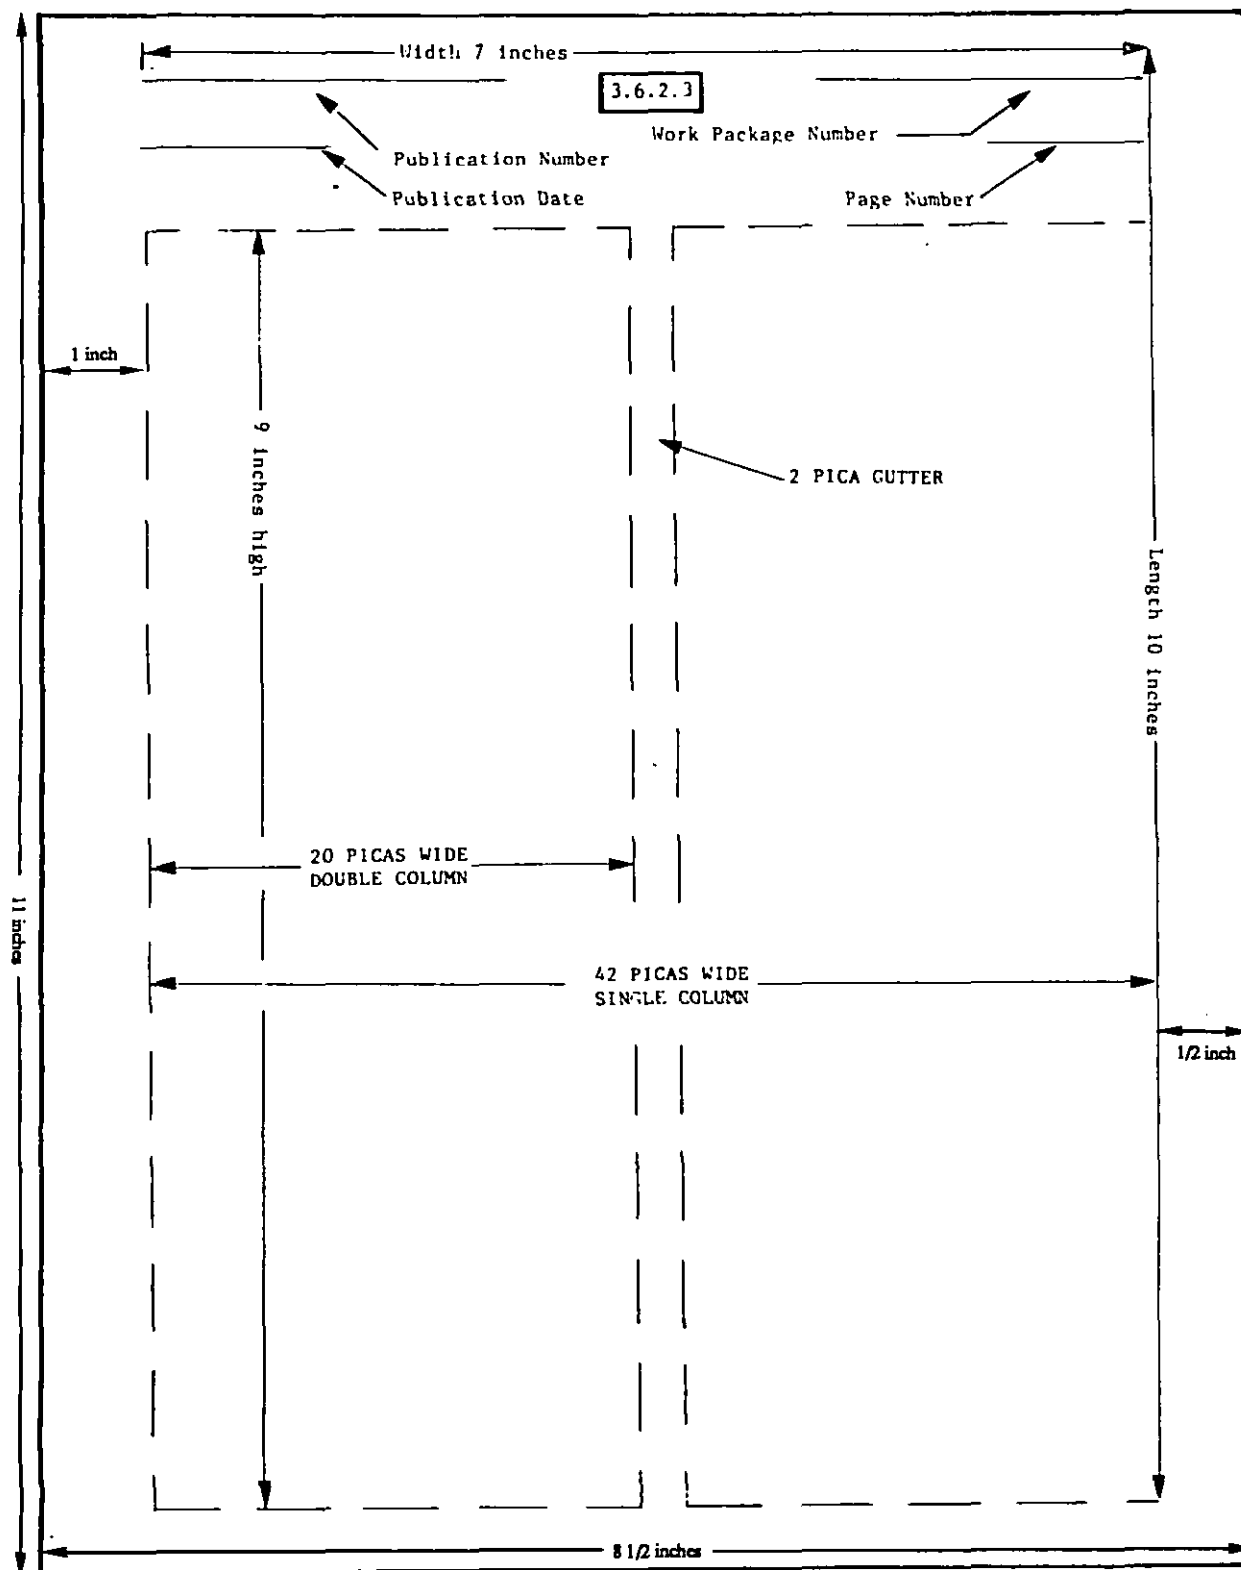 Width 7 inches
3.6.2.3
Work Package Number
Publication Number
Publication Date
Page Number
1 inch
9 inches high
2 PICA GUTTER
Length 10 inches
20 PICAS WIDE
DOUBLE COLUMN
11 inches
42 PICAS WIDE
SINGLE COLUMN
1/2 inch
8 1/2 inches